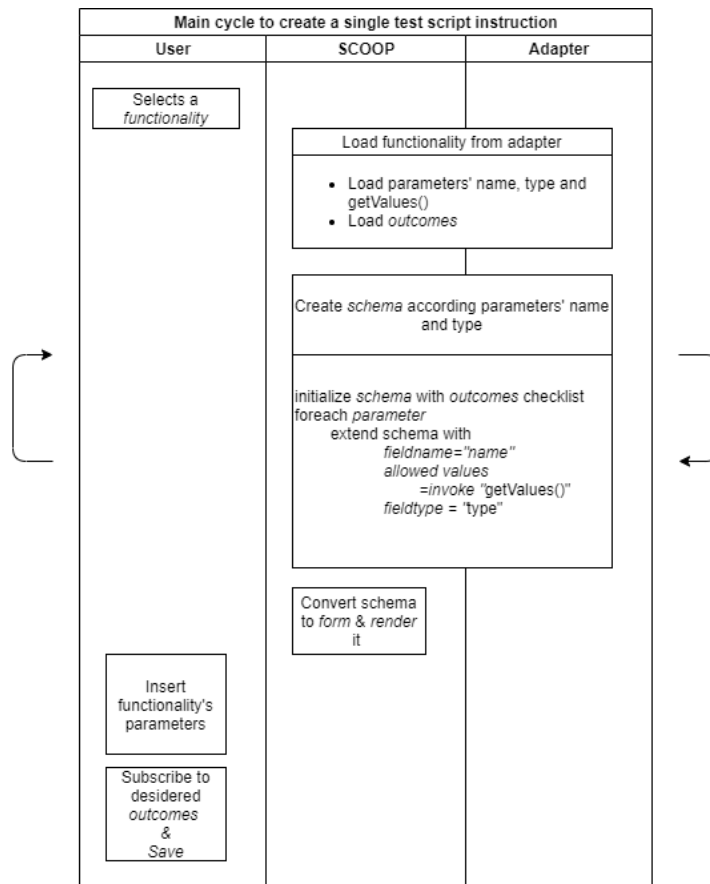 Main cycle to create a single test script instruction
User
SCOOP
Adapter
Selects a
functionality
Load functionality from adapter
• Load parameters' name, type and
getValues()
• Load outcomes
Create schema according parameters' name
and type
initialize schema with outcomes checklist
foreach parameter
extend schema with
fieldname="name"
allowed values
=invoke "getValues()"
fieldtype = "type"
Convert schema
to form & render
it
Insert
functionality's
parameters
Subscribe to
desidered
outcomes
&
Save